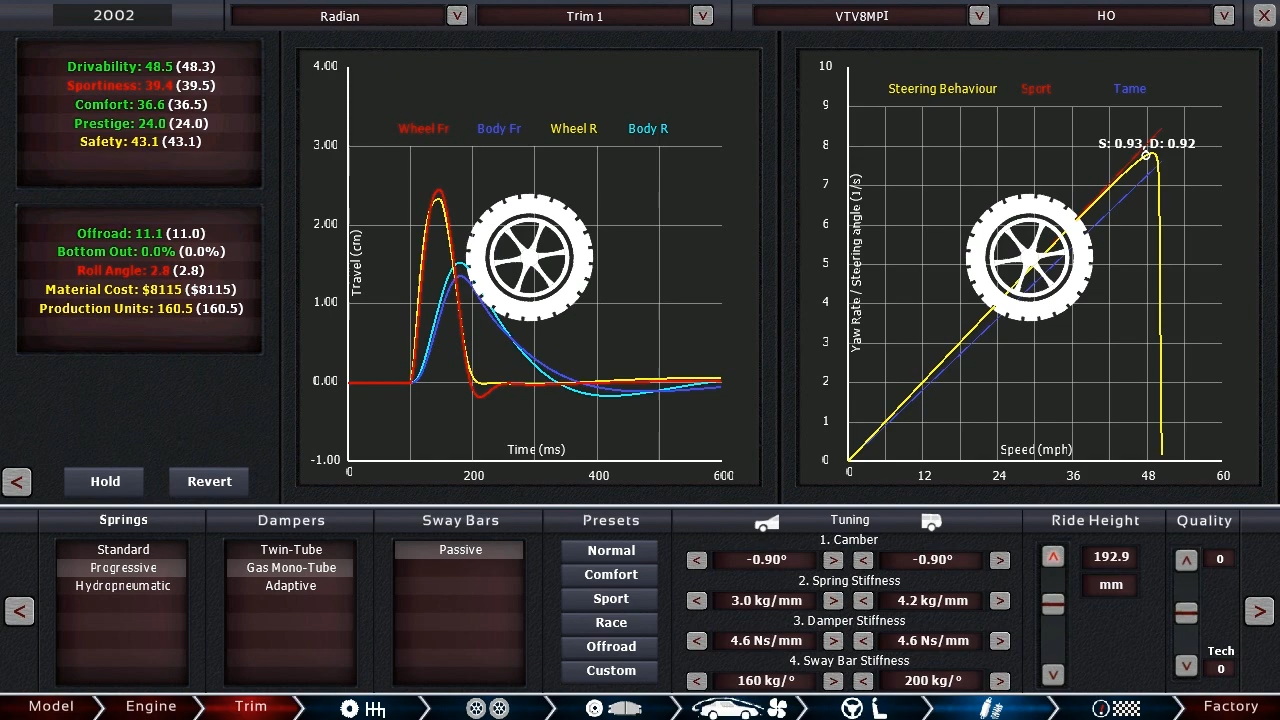 2002
Radian
v
Trim 1
v
VTV8MPI
v
HO
v
X
Drivability: 48.5 (48.3)
Sportiness: 39.4 (39.5)
Comfort: 36.6 (36.5)
Prestige: 24.0 (24.0)
Safety: 43.1 (43.1)
Offroad: 11.1 (11.0)
Bottom Out: 0.0% (0.0%)
Roll Angle: 2.8 (2.8)
Material Cost: $8115 ($8115)
Production Units: 160.5 (160.5)
<
Hold
Revert
4.00
3.00
2.00
1.00
0.00
-1.00
Wheel Fr Body Fr Wheel R Body R
Travel (cm)
Time (ms)
0 200 400 600
10
9
8
7
6
5
4
3
2
1
0
Steering Behaviour Sport Tame
S: 0.93, D: 0.92
Yaw Rate / Steering angle (1/s)
Speed (mph)
0 12 24 36 48 60
Springs
Standard
Progressive
Hydropneumatic
Dampers
Twin-Tube
Gas Mono-Tube
Adaptive
Sway Bars
Passive
Presets
Normal
Comfort
Sport
Race
Offroad
Custom
Tuning
1. Camber
< -0.90° > < -0.90° >
2. Spring Stiffness
< 3.0 kg/mm > < 4.2 kg/mm >
3. Damper Stiffness
< 4.6 Ns/mm > < 4.6 Ns/mm >
4. Sway Bar Stiffness
< 160 kg/° > < 200 kg/° >
Ride Height
192.9
mm
Quality
0
Tech
0
<
>
Model Engine Trim Factory